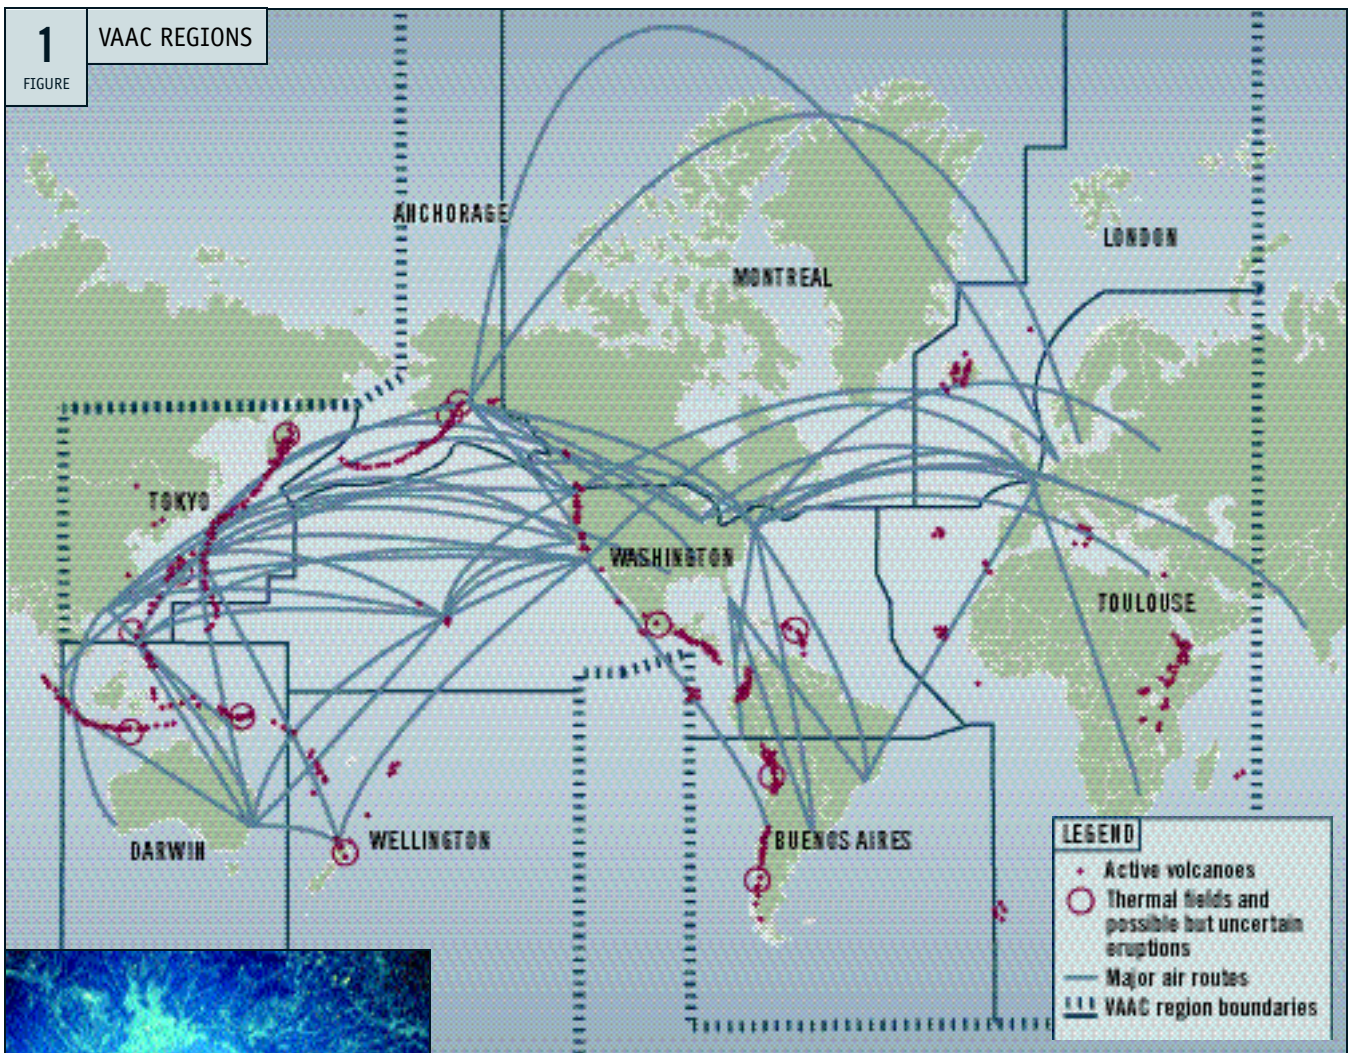 1
FIGURE
VAAC REGIONS
ANCHORAGE
LONDON
MONTREAL
TOKYO
WASHINGTON
TOULOUSE
DARWIN
WELLINGTON
BUENOS AIRES
LEGEND
Active volcanoes
Thermal fields and
possible but uncertain
eruptions
Major air routes
VAAC region boundaries